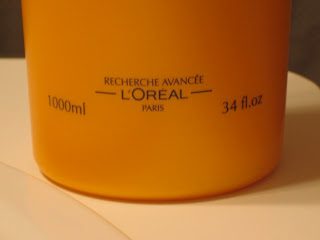 RECHERCHE AVANCÉE
L'ORÉAL
PARIS
1000ml
34 fl.oz